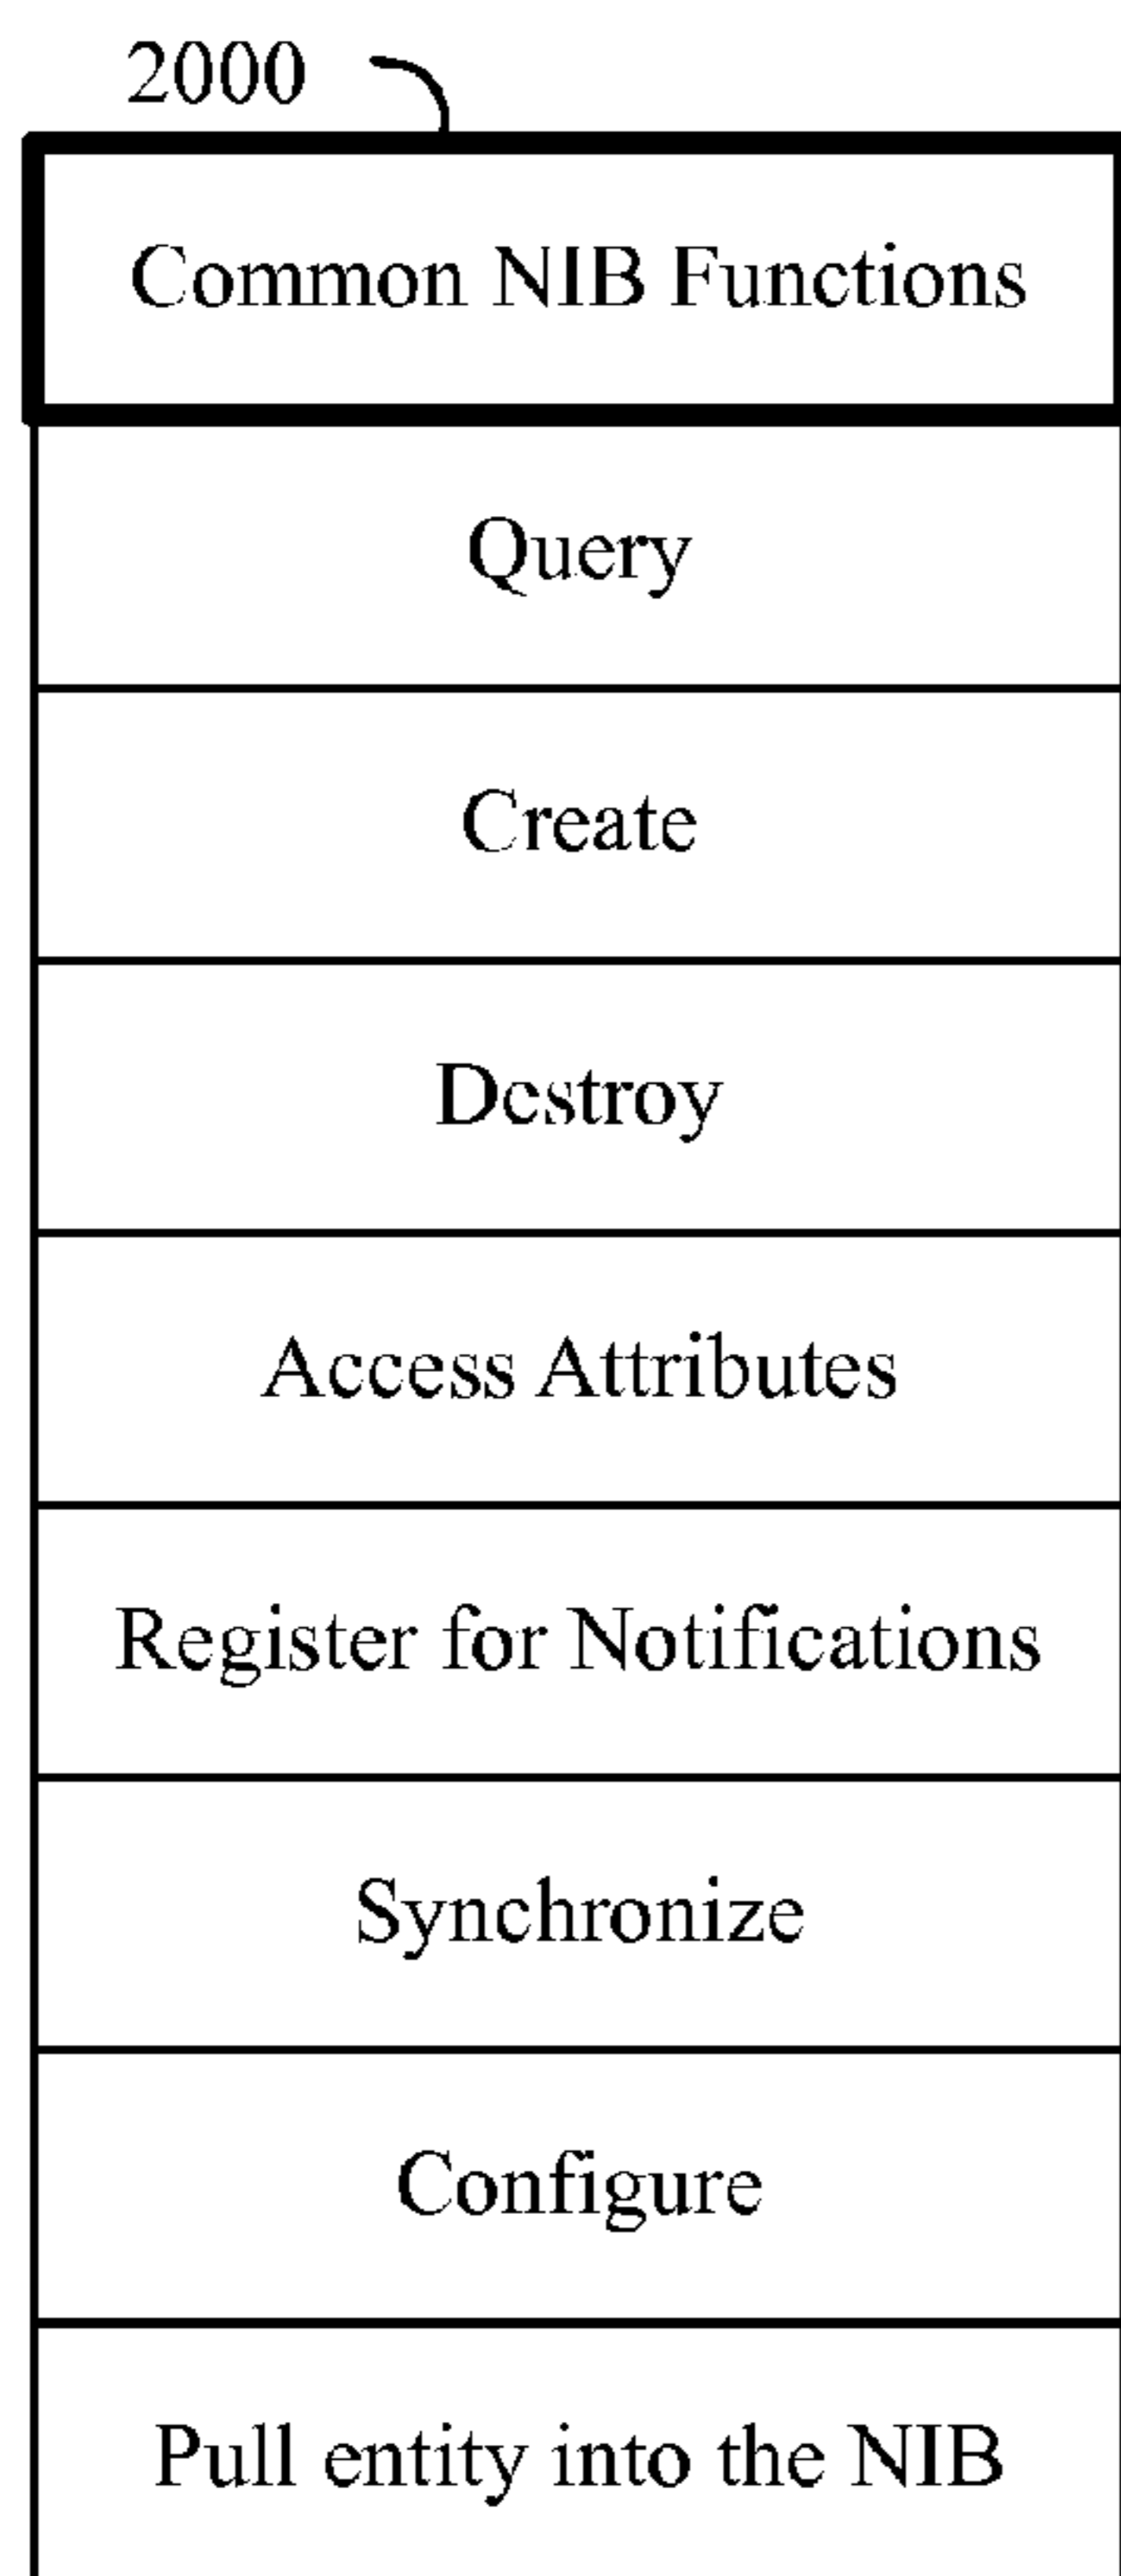 2000
Common NIB Functions
Query
Create
Destroy
Access Attributes
Register for Notifications
Synchronize
Configure
Pull entity into the NIB